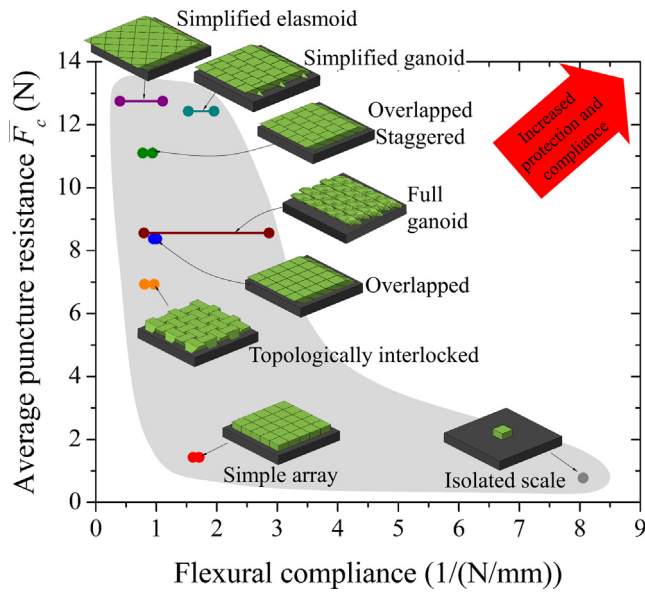 Simplified elasmoid
Simplified ganoid
Overlapped
Staggered
Full
ganoid
Overlapped
Topologically interlocked
Simple array
Isolated scale
Increased
protection and
compliance
14
12
10
8
6
4
2
0
0 1 2 3 4 5 6 7 8 9
Average puncture resistance F̅_c (N)
Flexural compliance (1/(N/mm))